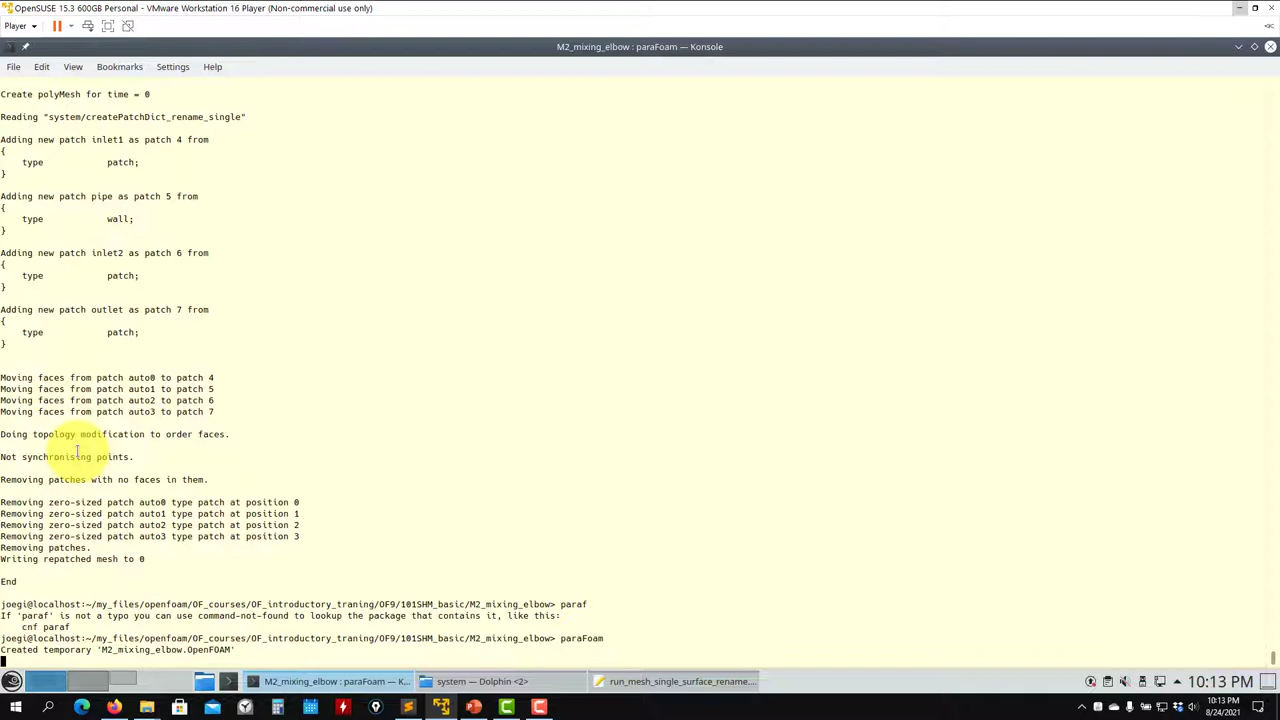 OpenSUSE 15.3 600GB Personal - VMware Workstation 16 Player (Non-commercial use only)
Player
M2_mixing_elbow : paraFoam — Konsole
File Edit View Bookmarks Settings Help
Create polyMesh for time = 0
Reading "system/createPatchDict_rename_single"
Adding new patch inlet1 as patch 4 from
{
type patch;
}
Adding new patch pipe as patch 5 from
{
type wall;
}
Adding new patch inlet2 as patch 6 from
{
type patch;
}
Adding new patch outlet as patch 7 from
{
type patch;
}
Moving faces from patch auto0 to patch 4
Moving faces from patch auto1 to patch 5
Moving faces from patch auto2 to patch 6
Moving faces from patch auto3 to patch 7
Doing topology modification to order faces.
Not synchronising points.
Removing patches with no faces in them.
Removing zero-sized patch auto0 type patch at position 0
Removing zero-sized patch auto1 type patch at position 1
Removing zero-sized patch auto2 type patch at position 2
Removing zero-sized patch auto3 type patch at position 3
Removing patches.
Writing repatched mesh to 0
End
joegi@localhost:~/my_files/openfoam/OF_courses/OF_introductory_traning/OF9/101SHM_basic/M2_mixing_elbow> paraf
If 'paraf' is not a typo you can use command-not-found to lookup the package that contains it, like this:
cnf paraf
joegi@localhost:~/my_files/openfoam/OF_courses/OF_introductory_traning/OF9/101SHM_basic/M2_mixing_elbow> paraFoam
Created temporary 'M2_mixing_elbow.OpenFOAM'
M2_mixing_elbow : paraFoam — K...
system — Dolphin <2>
run_mesh_single_surface_rename....
10:13 PM
10:13 PM
8/24/2021